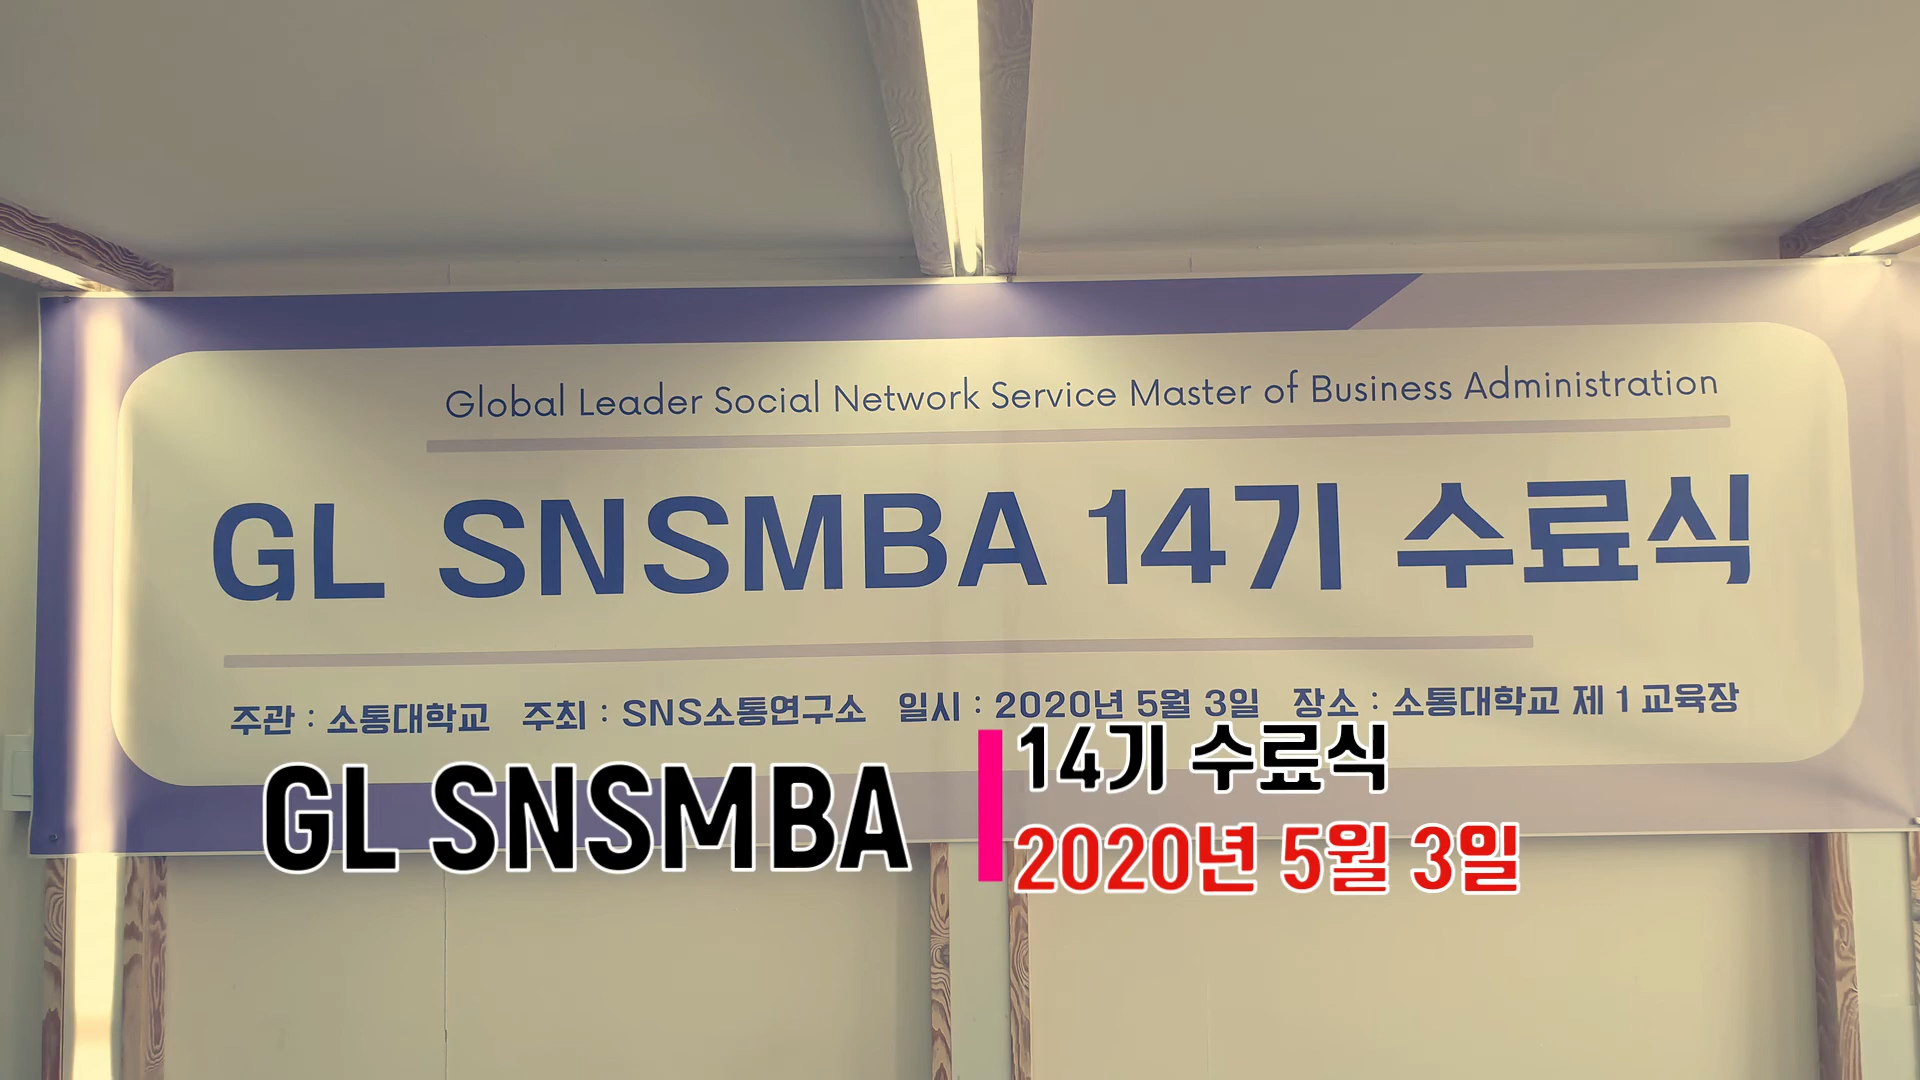 Global Leader Social Network Service Master of Business Administration
GL SNSMBA 14기 수료식
주관 : 소통대학교 주최 : SNS소통연구소 일시 : 2020년 5월 3일 장소 : 소통대학교 제 1 교육장
GL SNSMBA
14기 수료식
2020년 5월 3일